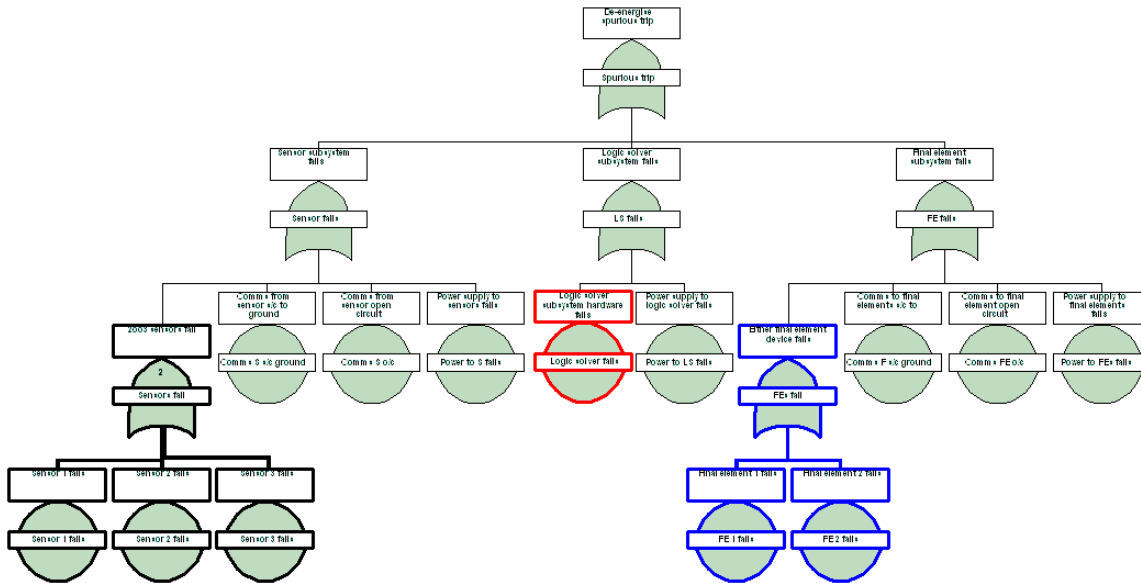 De-energise
spurious trip
Spurious trip
Sensor subsystem
fails
Logic solver
subsystem fails
Final element
subsystem fails
Sensor fails
LS fails
FE fails
2oo3 sensors fail
Comms from
sensor s/c to
ground
Comms from
sensor open
circuit
Power supply to
sensors fails
Logic solver
subsystem hardware
fails
Power supply to
logic solver fails
Either final element
device fails
Comms to final
elements s/c to
Comms to final
element open
circuit
Power supply to
final elements
fails
2
Sensors fail
Comms S s/c ground
Comms S o/c
Power to S fails
Logic solver fails
Power to LS fails
FEs fail
Comms F s/c ground
Comms FE o/c
Power to FEs fails
Sensor 1 fails
Sensor 2 fails
Sensor 3 fails
Final element 1 fails
Final element 2 fails
Sensor 1 fails
Sensor 2 fails
Sensor 3 fails
FE1 fails
FE2 fails